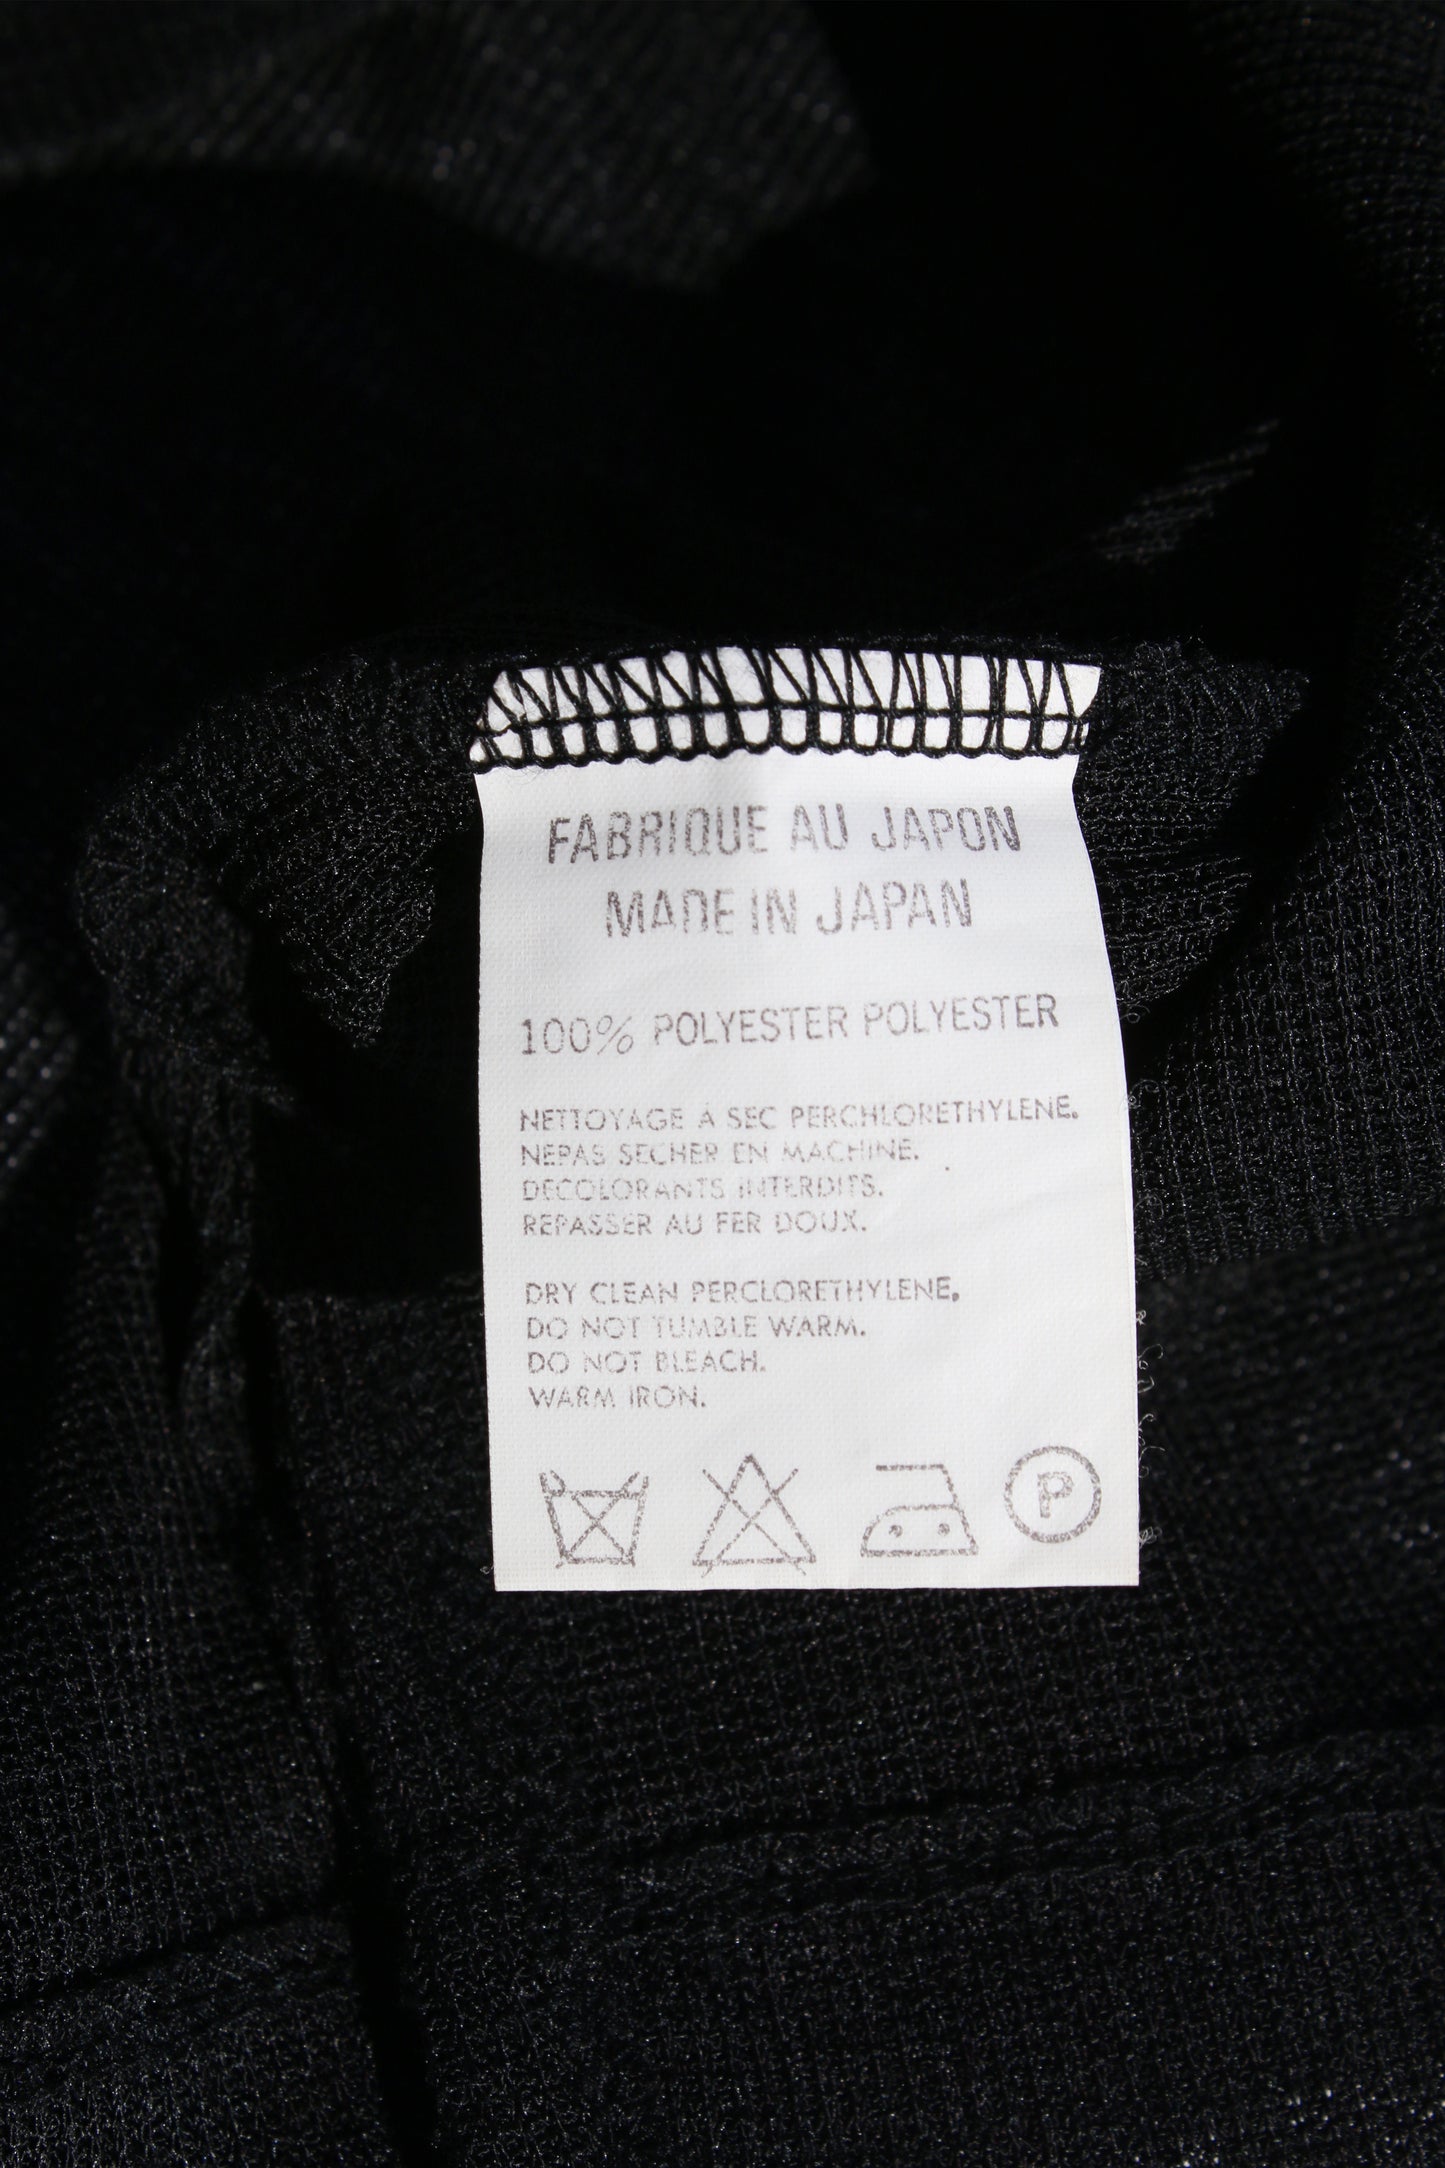 FABRIQUE AU JAPON
MADE IN JAPAN
100% POLYESTER POLYESTER
NETTOYAGE À SEC PERCHLORETHYLENE.
NEPAS SECHER EN MACHINE.
DECOLORANTS INTERDITS.
REPASSER AU FER DOUX.
DRY CLEAN PERCLORETHYLENE.
DO NOT TUMBLE WARM.
DO NOT BLEACH.
WARM IRON.
P